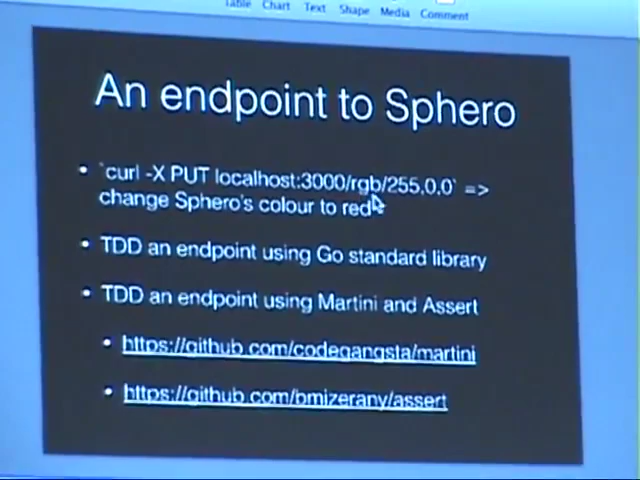 Table Chart Text Shape Media Comment
An endpoint to Sphero
• `curl -X PUT localhost:3000/rgb/255,0,0` =>
change Sphero's colour to red
• TDD an endpoint using Go standard library
• TDD an endpoint using Martini and Assert
• https://github.com/codegangsta/martini
• https://github.com/bmizerany/assert